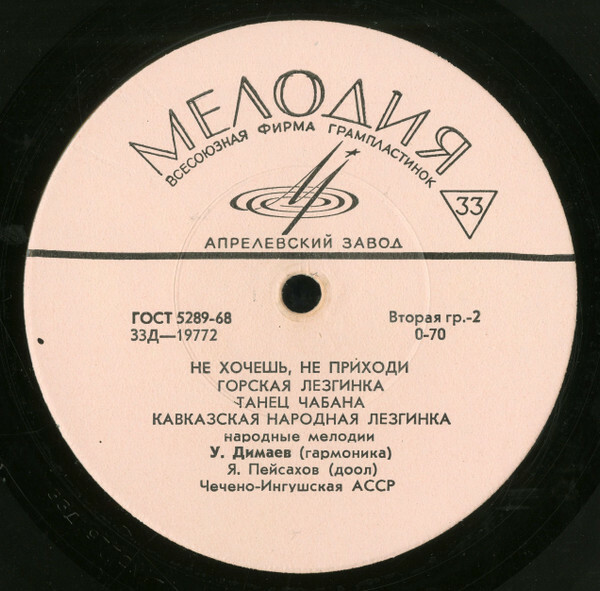 МЕЛОДИЯ
ВСЕСОЮЗНАЯ ФИРМА ГРАМПЛАСТИНОК
33
АПРЕЛЕВСКИЙ ЗАВОД
ГОСТ 5289-68
Вторая гр.-2
33Д—19772
0-70
НЕ ХОЧЕШЬ, НЕ ПРИХОДИ
ГОРСКАЯ ЛЕЗГИНКА
ТАНЕЦ ЧАБАНА
КАВКАЗСКАЯ НАРОДНАЯ ЛЕЗГИНКА
народные мелодии
У. Димаев (гармоника)
Я. Пейсахов (доол)
Чечено-Ингушская АССР